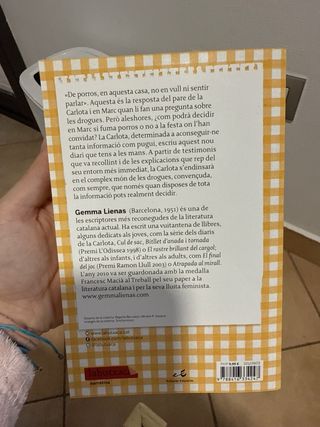 «De porros, en aquesta casa, no en vull ni sentir
parlar». Aquesta és la resposta del pare de la
Carlota i en Marc quan li fan una pregunta sobre
les drogues. Però aleshores, ¿com podrà decidir
en Marc si fuma porros o no a la festa on l'han
convidat? La Carlota, determinada a aconseguir-ne
tanta informació com pugui, escriu aquest nou
diari que tens a les mans. A partir de testimonis
que va recollint i de les explicacions que rep del
seu entorn més immediat, la Carlota s'endinsarà
en el complex món de les drogues, convençuda,
com sempre, que només quan disposes de tota
la informació pots realment decidir.
Gemma Lienas (Barcelona, 1951) és una de
les escriptores més reconegudes de la literatura
catalana actual. Ha escrit una vuitantena de llibres,
alguns dedicats als joves, com la sèrie dels diaris
de la Carlota, Cul de sac, Bitllet d'anada i tornada
(Premi L'Odissea 1998) o El rastre brillant del cargol;
d'altres als infants, i d'altres als adults, com El final
del joc (Premi Ramon Llull 2003) o Atrapada al mirall.
L'any 2010 va ser guardonada amb la medalla
Francesc Macià al Treball pel seu paper a la
literatura catalana i per la seva lluita feminista.
www.gemmalienas.com
www.labutxaca.cat
facebook.com/labutxaca
@labutxaca
labutxaca
narrativa